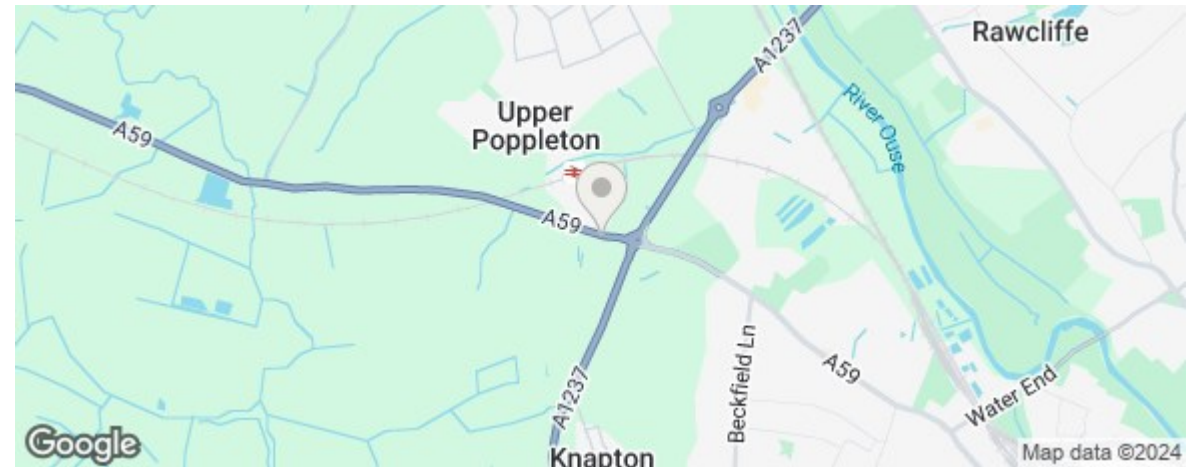 Rawcliffe
A1237
Upper
Poppleton
River Ouse
A59
A59
A1237
Beckfield Ln
A59
Water End
Knapton
Google
Map data ©2024